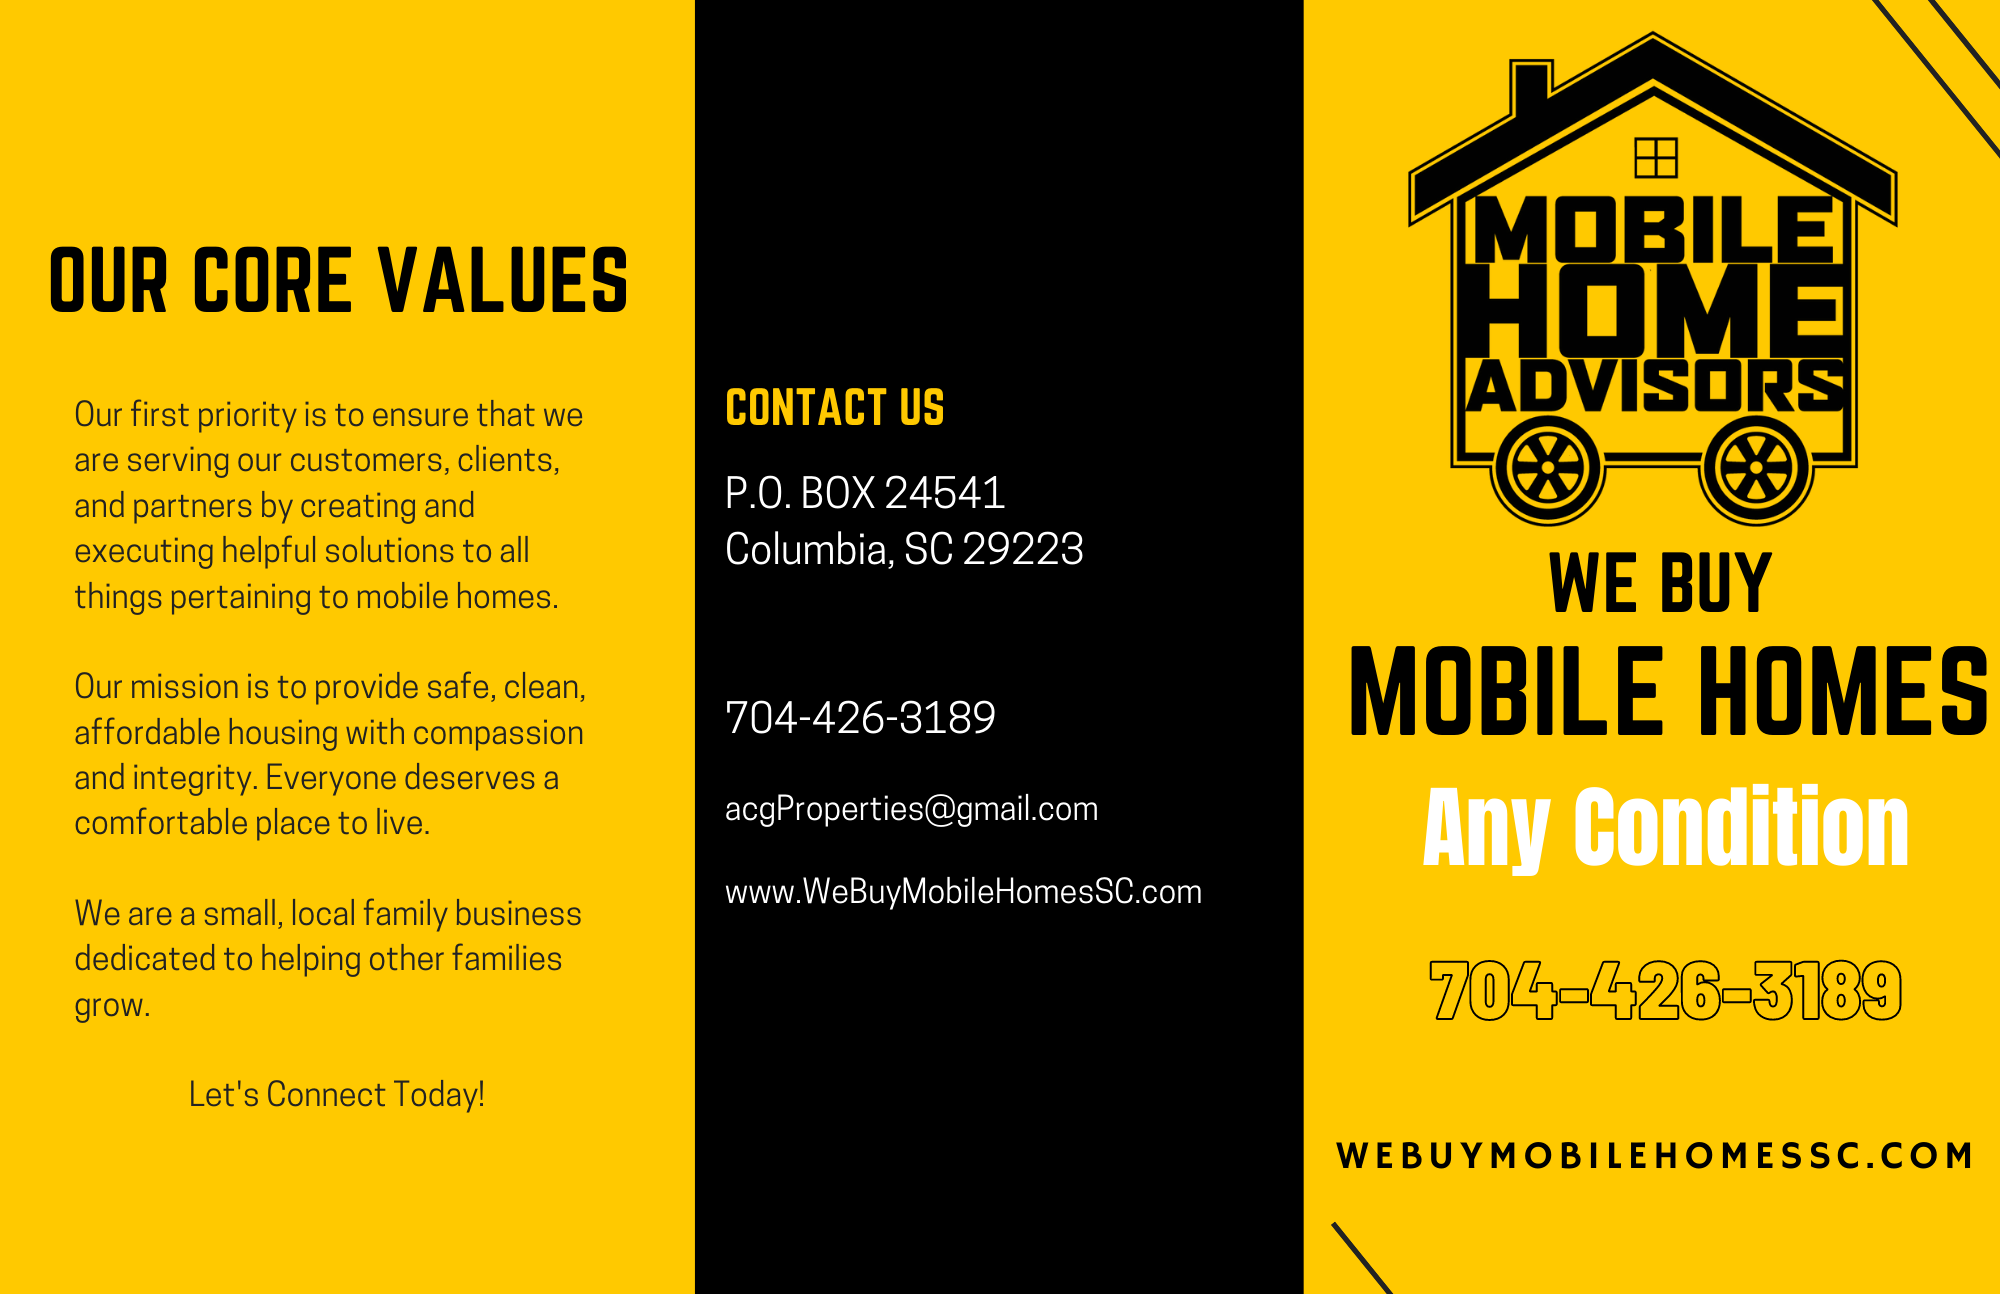 OUR CORE VALUES
Our first priority is to ensure that we
are serving our customers, clients,
and partners by creating and
executing helpful solutions to all
things pertaining to mobile homes.
Our mission is to provide safe, clean,
affordable housing with compassion
and integrity. Everyone deserves a
comfortable place to live.
We are a small, local family business
dedicated to helping other families
grow.
Let's Connect Today!
CONTACT US
P.O. BOX 24541
Columbia, SC 29223
704-426-3189
acgProperties@gmail.com
www.WeBuyMobileHomesSC.com
MOBILE
HOME
ADVISORS
WE BUY
MOBILE HOMES
Any Condition
704-426-3189
WEBUYMOBILEHOMESSC.COM